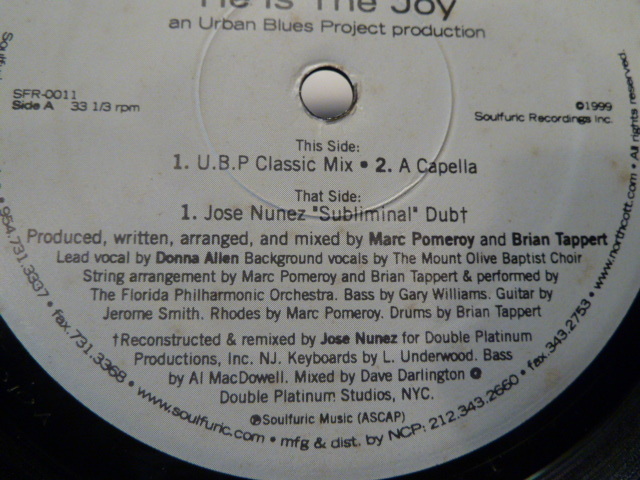 He Is The Joy
an Urban Blues Project production
SFR-0011
Side A 33 1/3 rpm
©1999
Soulfuric Recordings Inc.
This Side:
1. U.B.P Classic Mix • 2. A Capella
That Side:
1. Jose Nunez "Subliminal" Dub†
Produced, written, arranged, and mixed by Marc Pomeroy and Brian Tappert
Lead vocal by Donna Allen Background vocals by The Mount Olive Baptist Choir
String arrangement by Marc Pomeroy and Brian Tappert & performed by
The Florida Philharmonic Orchestra. Bass by Gary Williams. Guitar by
Jerome Smith. Rhodes by Marc Pomeroy. Drums by Brian Tappert
†Reconstructed & remixed by Jose Nunez for Double Platinum
Productions, Inc. NJ. Keyboards by L. Underwood. Bass
by Al MacDowell. Mixed by Dave Darlington @
Double Platinum Studios, NYC.
℗Soulfuric Music (ASCAP)
• 954.731.3337 • fax.731.3368 • www.soulfuric.com • mfg & dist. by NCP: 212.343.2660 • fax.343.2753 • www.northcott.com • All rights reserved.